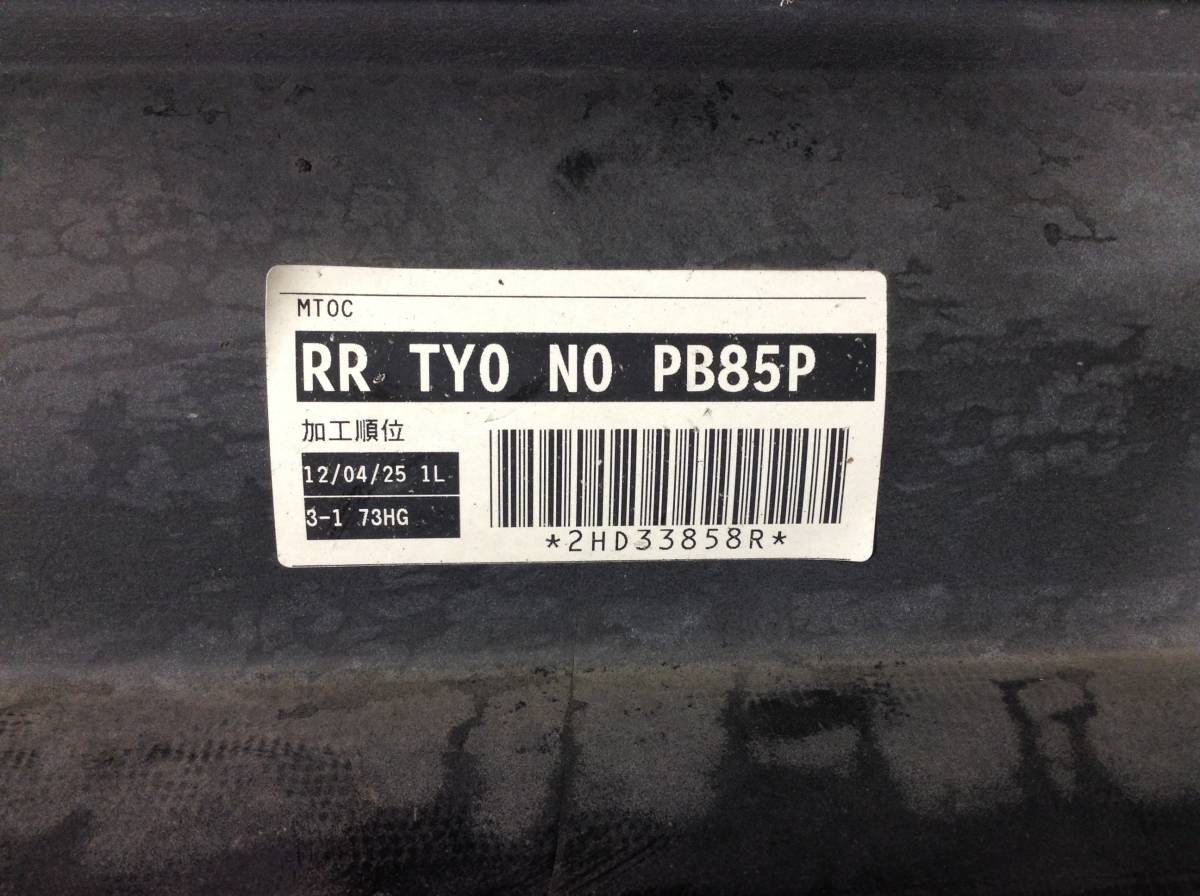 MTOC
RR TYO NO PB85P
加工順位
12/04/25 1L
3-1 73HG
*2HD33858R*